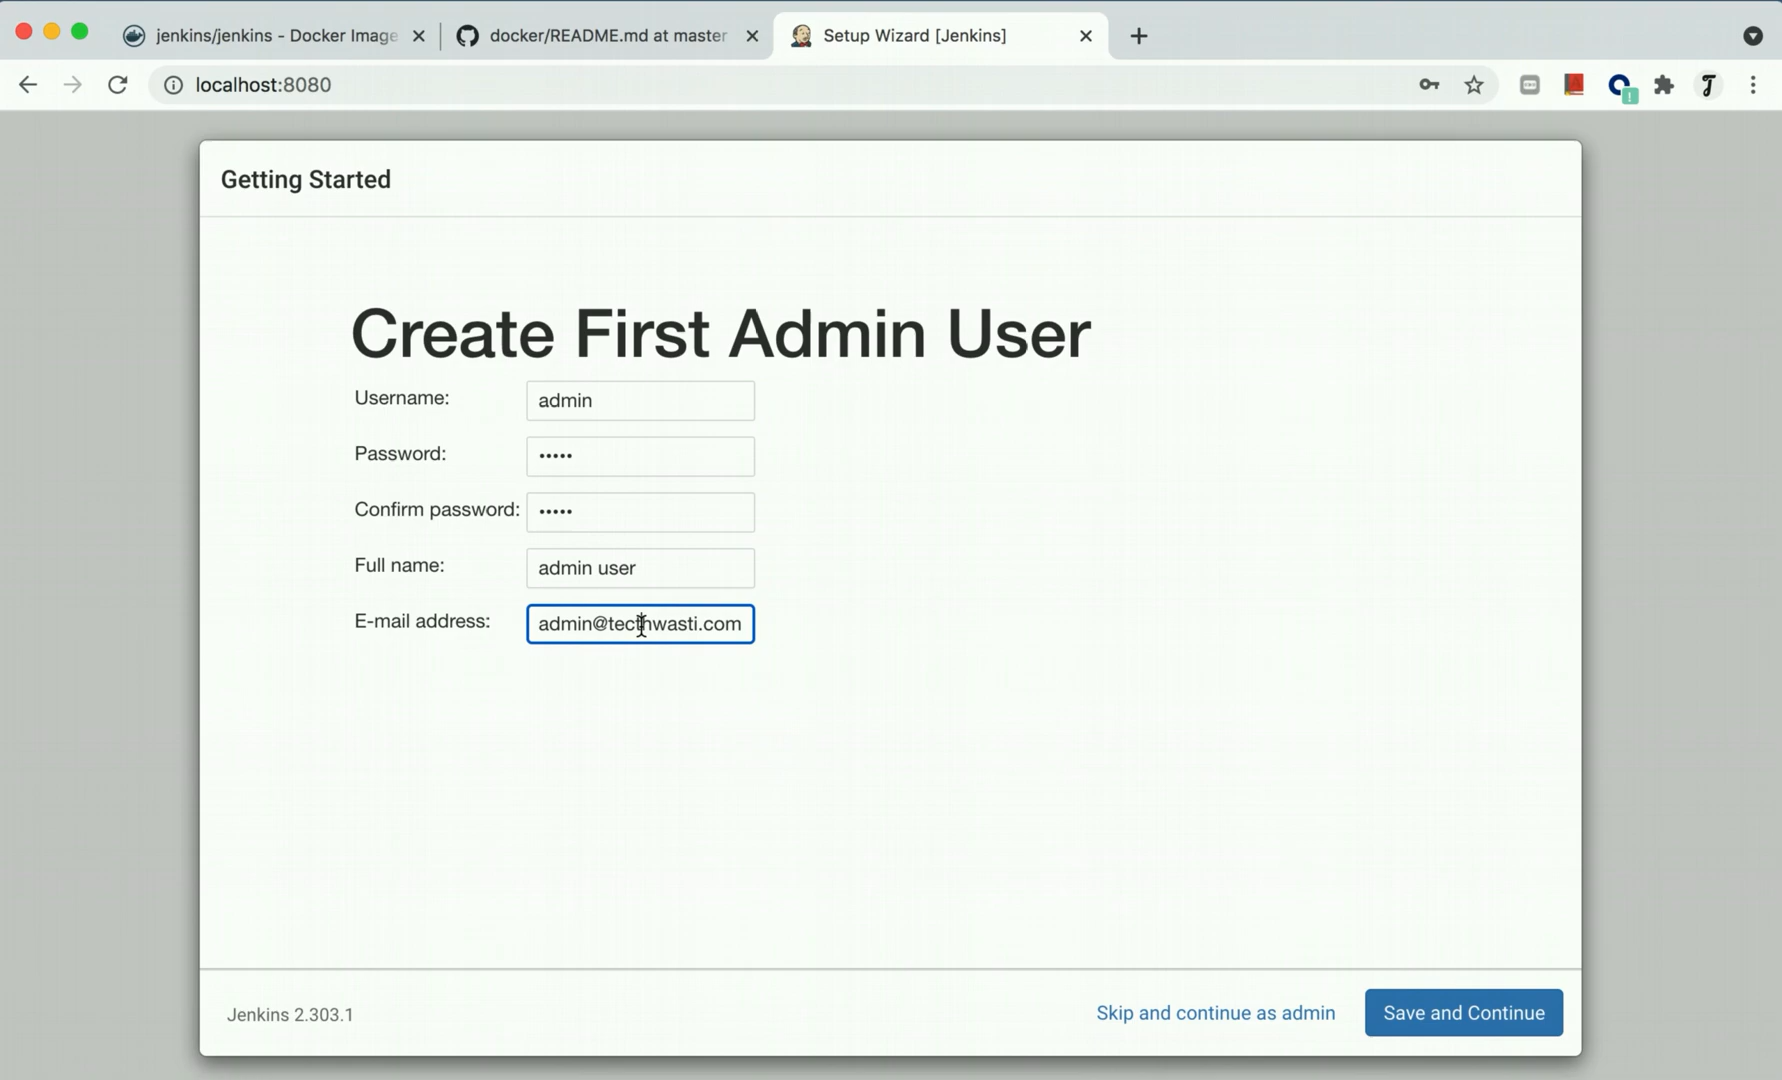 jenkins/jenkins - Docker Image
docker/README.md at master
Setup Wizard [Jenkins]
localhost:8080
Getting Started
Create First Admin User
Username:
admin
Password:
•••••
Confirm password:
•••••
Full name:
admin user
E-mail address:
admin@tecthwasti.com
Jenkins 2.303.1
Skip and continue as admin
Save and Continue